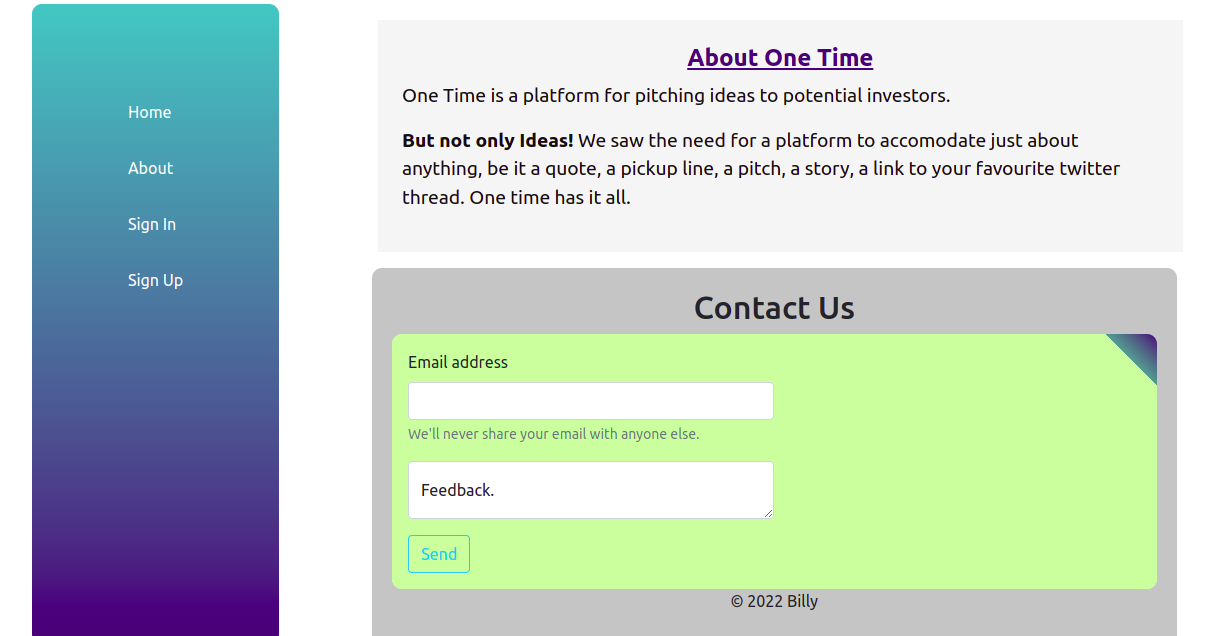 Home
About
Sign In
Sign Up
About One Time
One Time is a platform for pitching ideas to potential investors.
But not only Ideas! We saw the need for a platform to accomodate just about
anything, be it a quote, a pickup line, a pitch, a story, a link to your favourite twitter
thread. One time has it all.
Contact Us
Email address
We'll never share your email with anyone else.
Feedback.
Send
© 2022 Billy